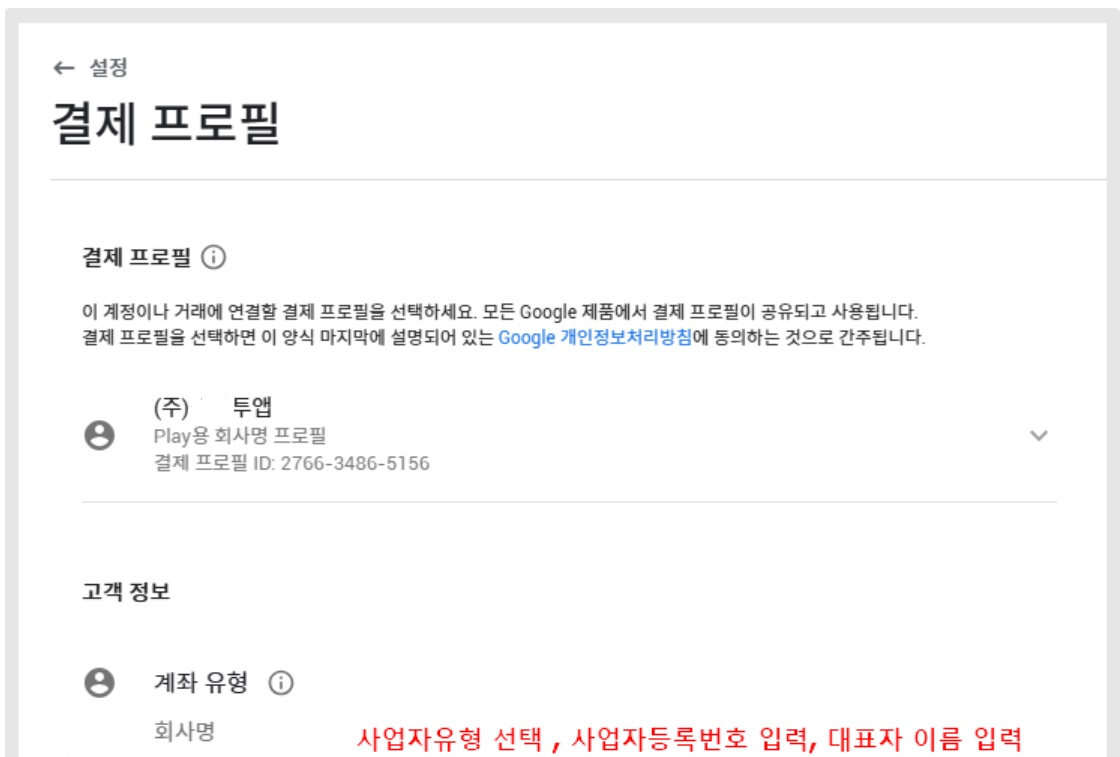 ← 설정
결제 프로필
결제 프로필
이 계정이나 거래에 연결할 결제 프로필을 선택하세요. 모든 Google 제품에서 결제 프로필이 공유되고 사용됩니다.
결제 프로필을 선택하면 이 양식 마지막에 설명되어 있는 Google 개인정보처리방침에 동의하는 것으로 간주됩니다.
(주) 투앱
Play용 회사명 프로필
결제 프로필 ID: 2766-3486-5156
고객 정보
계좌 유형
회사명
사업자유형 선택 , 사업자등록번호 입력, 대표자 이름 입력